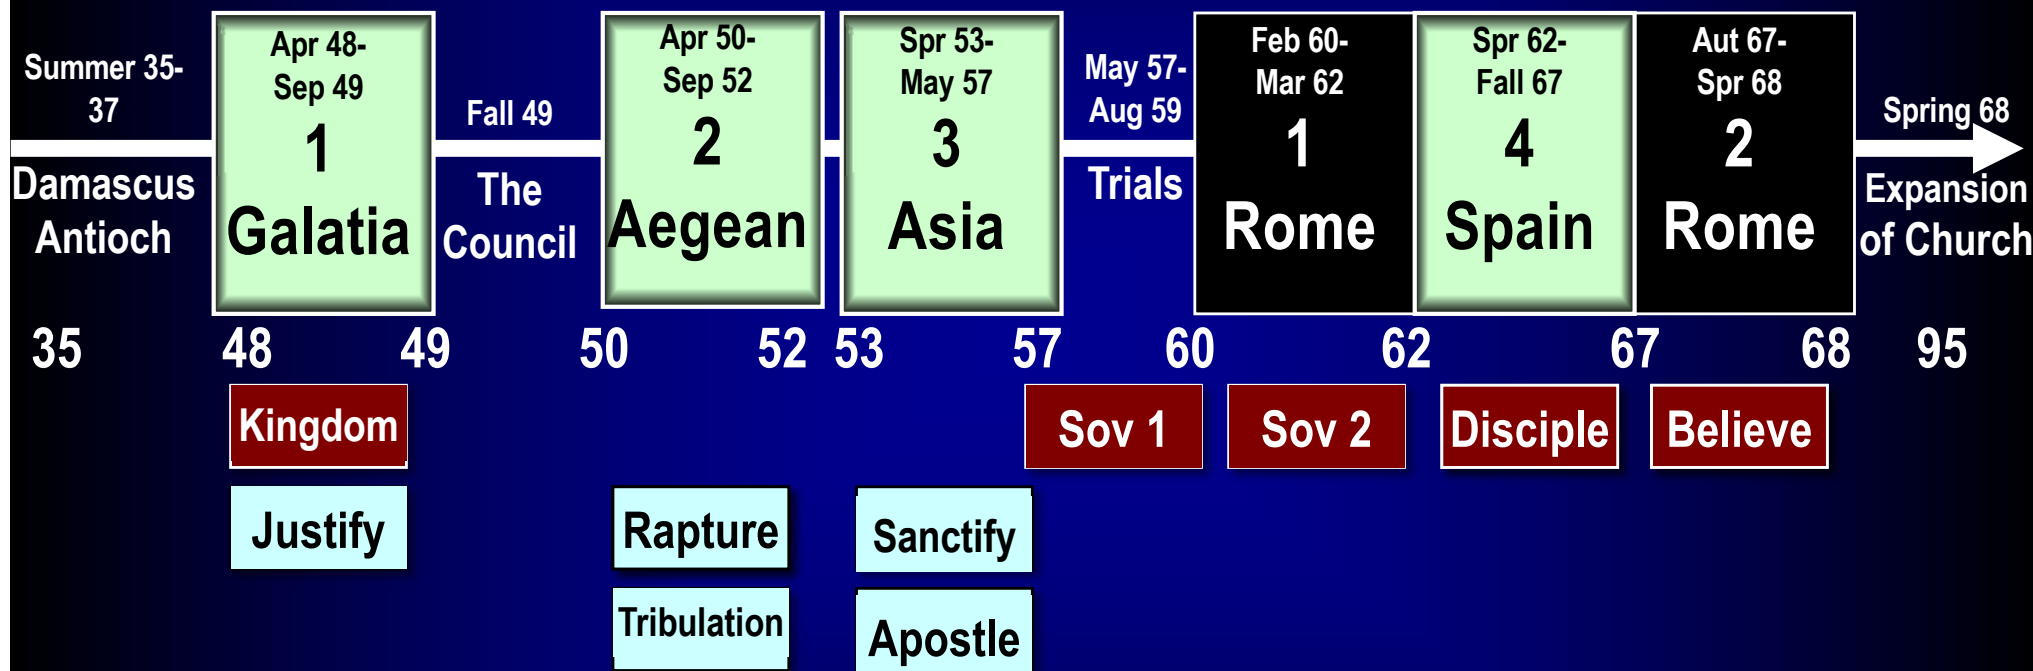 Summer 35-
37
Damascus
Antioch
Apr 48-
Sep 49
1
Galatia
Fall 49
The
Council
Apr 50-
Sep 52
2
Aegean
Spr 53-
May 57
3
Asia
May 57-
Aug 59
Trials
Feb 60-
Mar 62
1
Rome
Spr 62-
Fall 67
4
Spain
Aut 67-
Spr 68
2
Rome
Spring 68
Expansion
of Church
35 48 49 50 52 53 57 60 62 67 68 95
Kingdom Sov 1 Sov 2 Disciple Believe
Justify Rapture Sanctify
Tribulation Apostle